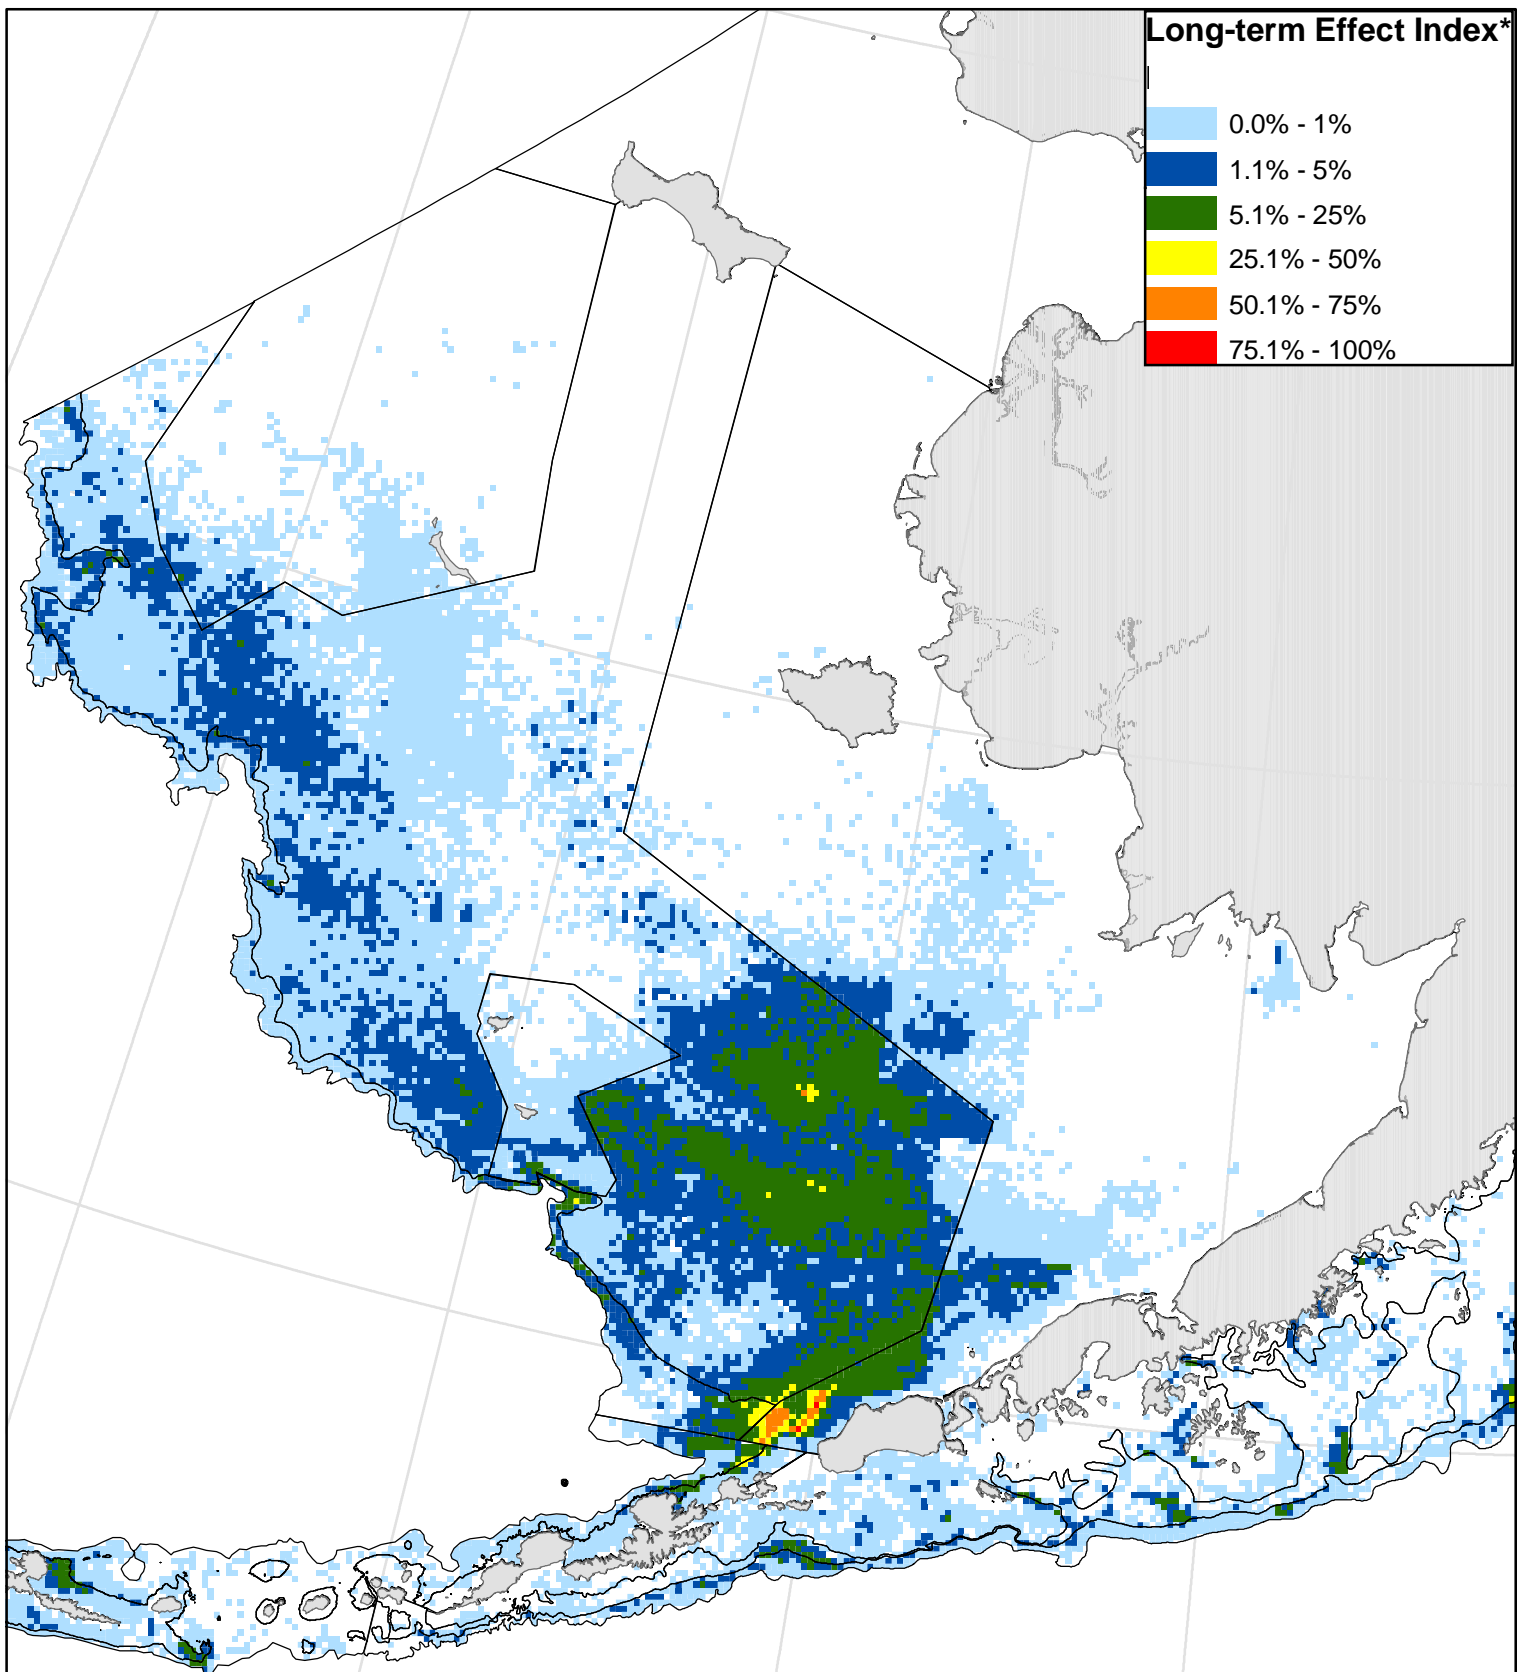 Long-term Effect Index*
0.0% - 1%
1.1% - 5%
5.1% - 25%
25.1% - 50%
50.1% - 75%
75.1% - 100%